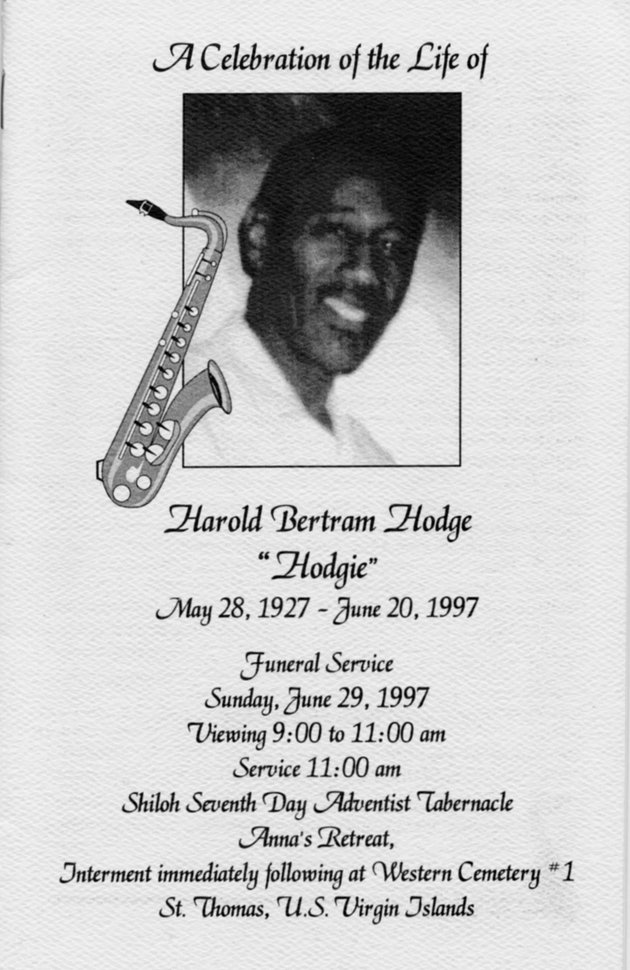 A Celebration of the Life of
Harold Bertram Hodge
"Hodgie"
May 28, 1927 - June 20, 1997
Funeral Service
Sunday, June 29, 1997
Viewing 9:00 to 11:00 am
Service 11:00 am
Shiloh Seventh Day Adventist Tabernacle
Anna's Retreat,
Interment immediately following at Western Cemetery #1
St. Thomas, U.S. Virgin Islands